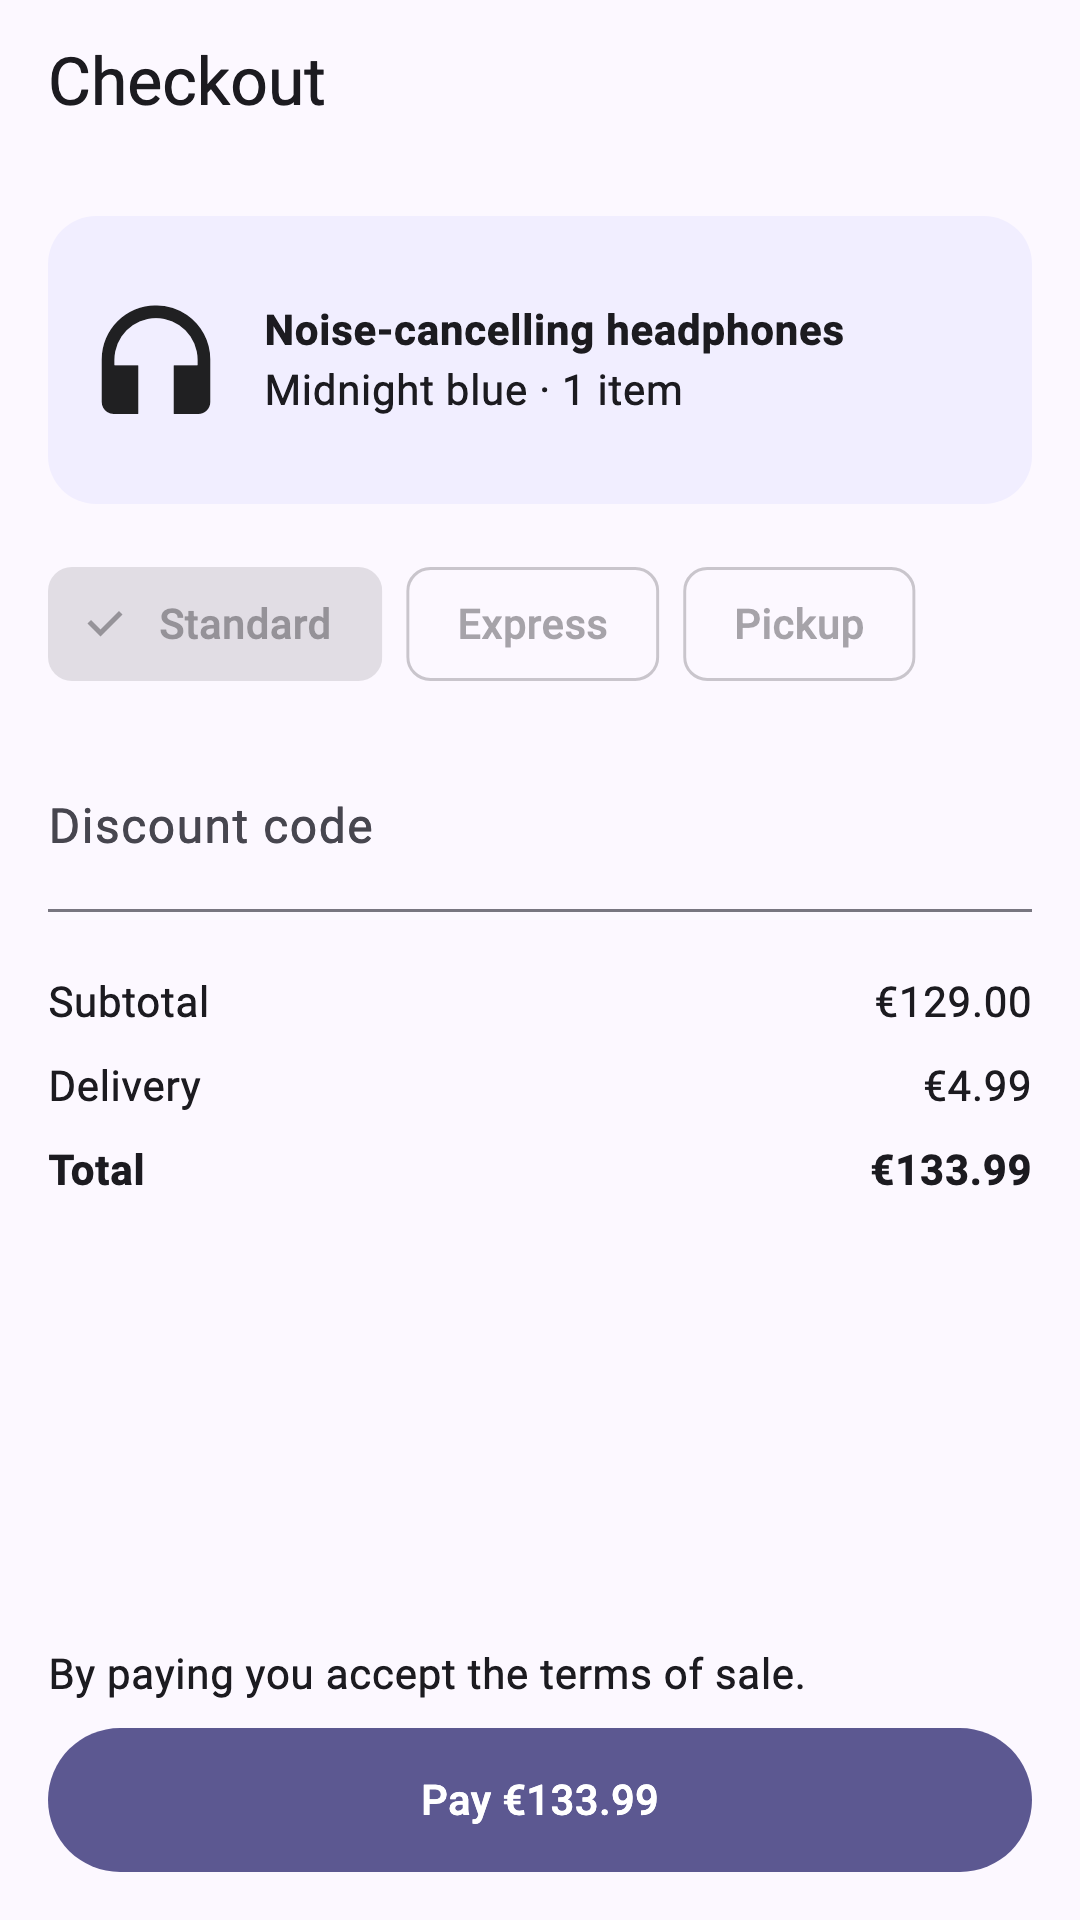 Checkout
Noise-cancelling headphones
Midnight blue · 1 item
Standard
Express
Pickup
Discount code
Subtotal €129.00
Delivery €4.99
Total €133.99
By paying you accept the terms of sale.
Pay €133.99